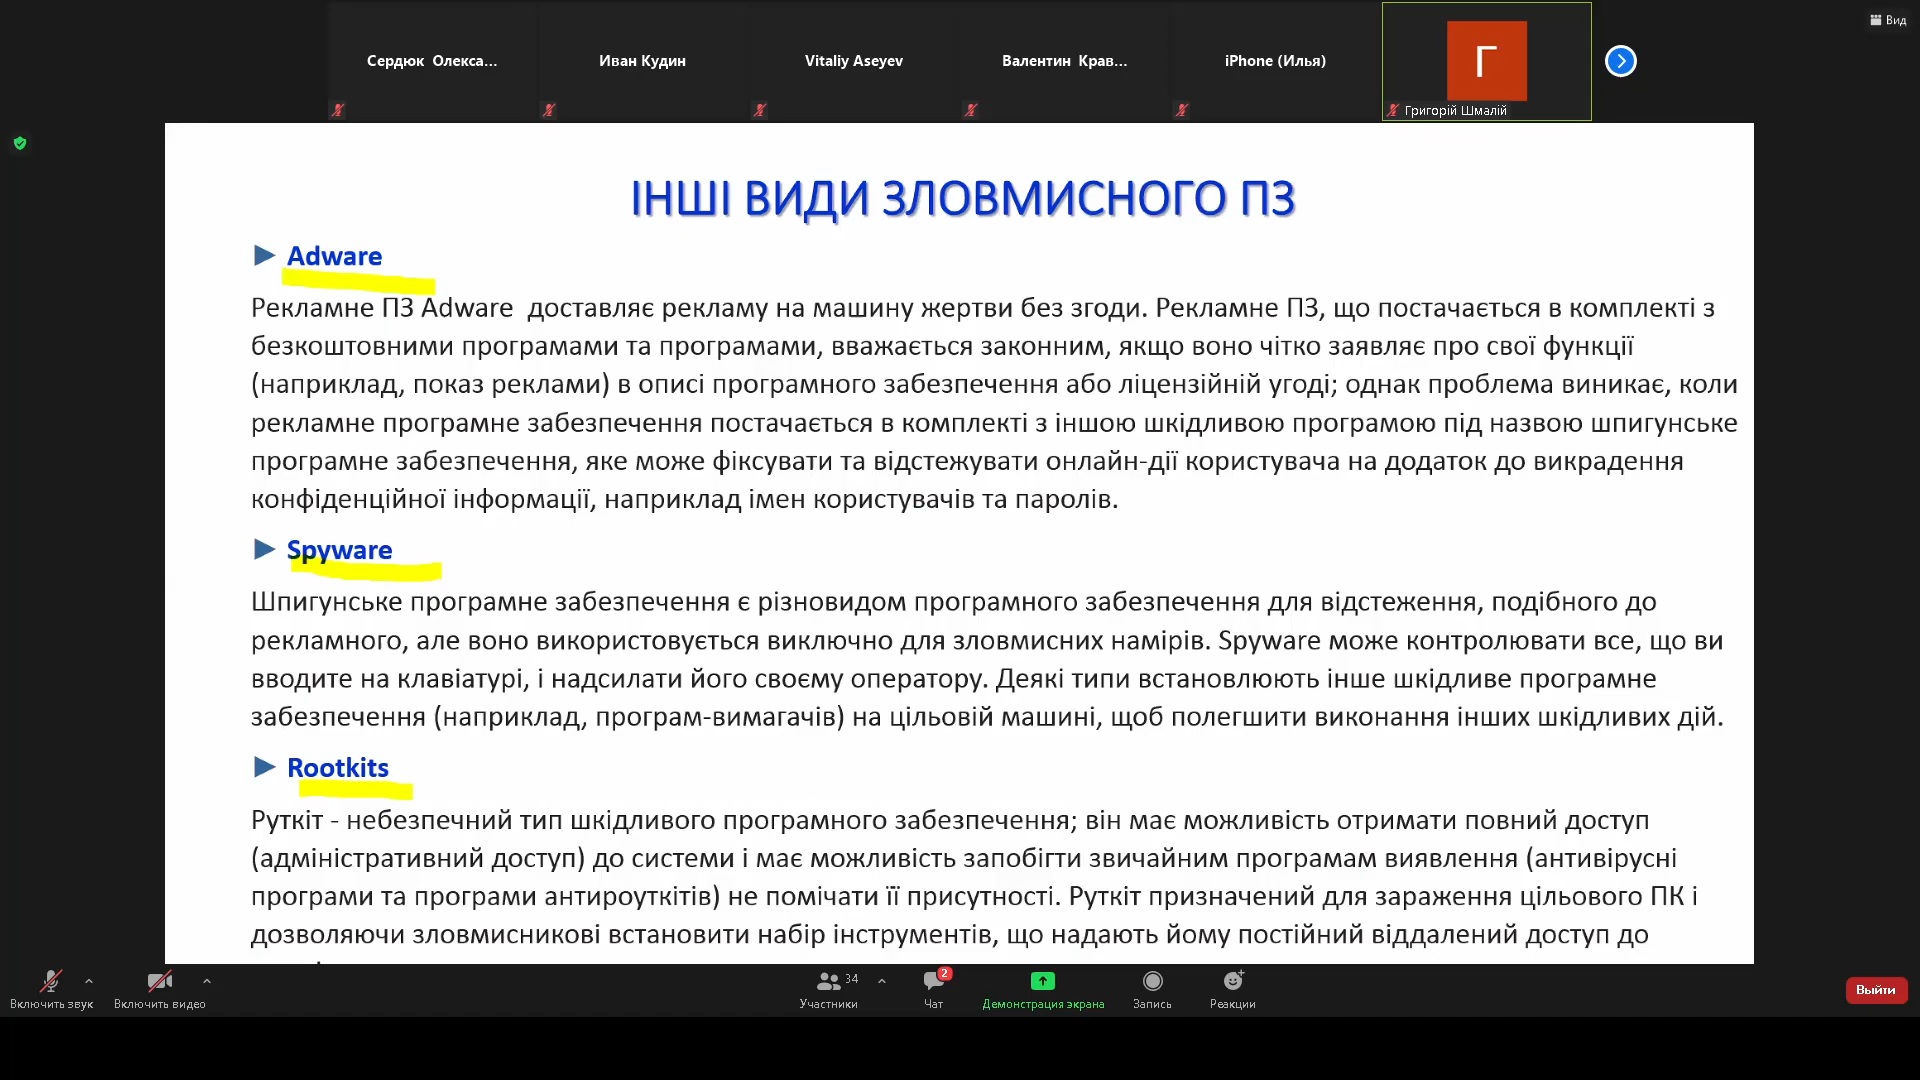 Вид
Сердюк Олекса...
Иван Кудин
Vitaliy Aseyev
Валентин Крав...
iPhone (Илья)
Г
Григорій Шмалій
ІНШІ ВИДИ ЗЛОВМИСНОГО ПЗ
Adware
Рекламне ПЗ Adware доставляє рекламу на машину жертви без згоди. Рекламне ПЗ, що постачається в комплекті з
безкоштовними програмами та програмами, вважається законним, якщо воно чітко заявляє про свої функції
(наприклад, показ реклами) в описі програмного забезпечення або ліцензійній угоді; однак проблема виникає, коли
рекламне програмне забезпечення постачається в комплекті з іншою шкідливою програмою під назвою шпигунське
програмне забезпечення, яке може фіксувати та відстежувати онлайн-дії користувача на додаток до викрадення
конфіденційної інформації, наприклад імен користувачів та паролів.
Spyware
Шпигунське програмне забезпечення є різновидом програмного забезпечення для відстеження, подібного до
рекламного, але воно використовується виключно для зловмисних намірів. Spyware може контролювати все, що ви
вводите на клавіатурі, і надсилати його своєму оператору. Деякі типи встановлюють інше шкідливе програмне
забезпечення (наприклад, програм-вимагачів) на цільовій машині, щоб полегшити виконання інших шкідливих дій.
Rootkits
Руткіт - небезпечний тип шкідливого програмного забезпечення; він має можливість отримати повний доступ
(адміністративний доступ) до системи і має можливість запобігти звичайним програмам виявлення (антивірусні
програми та програми антироуткітів) не помічати її присутності. Руткіт призначений для зараження цільового ПК і
дозволяючи зловмисникові встановити набір інструментів, що надають йому постійний віддалений доступ до
Включить звук
Включить видео
34
Участники
2
Чат
Демонстрация экрана
Запись
Реакции
Выйти